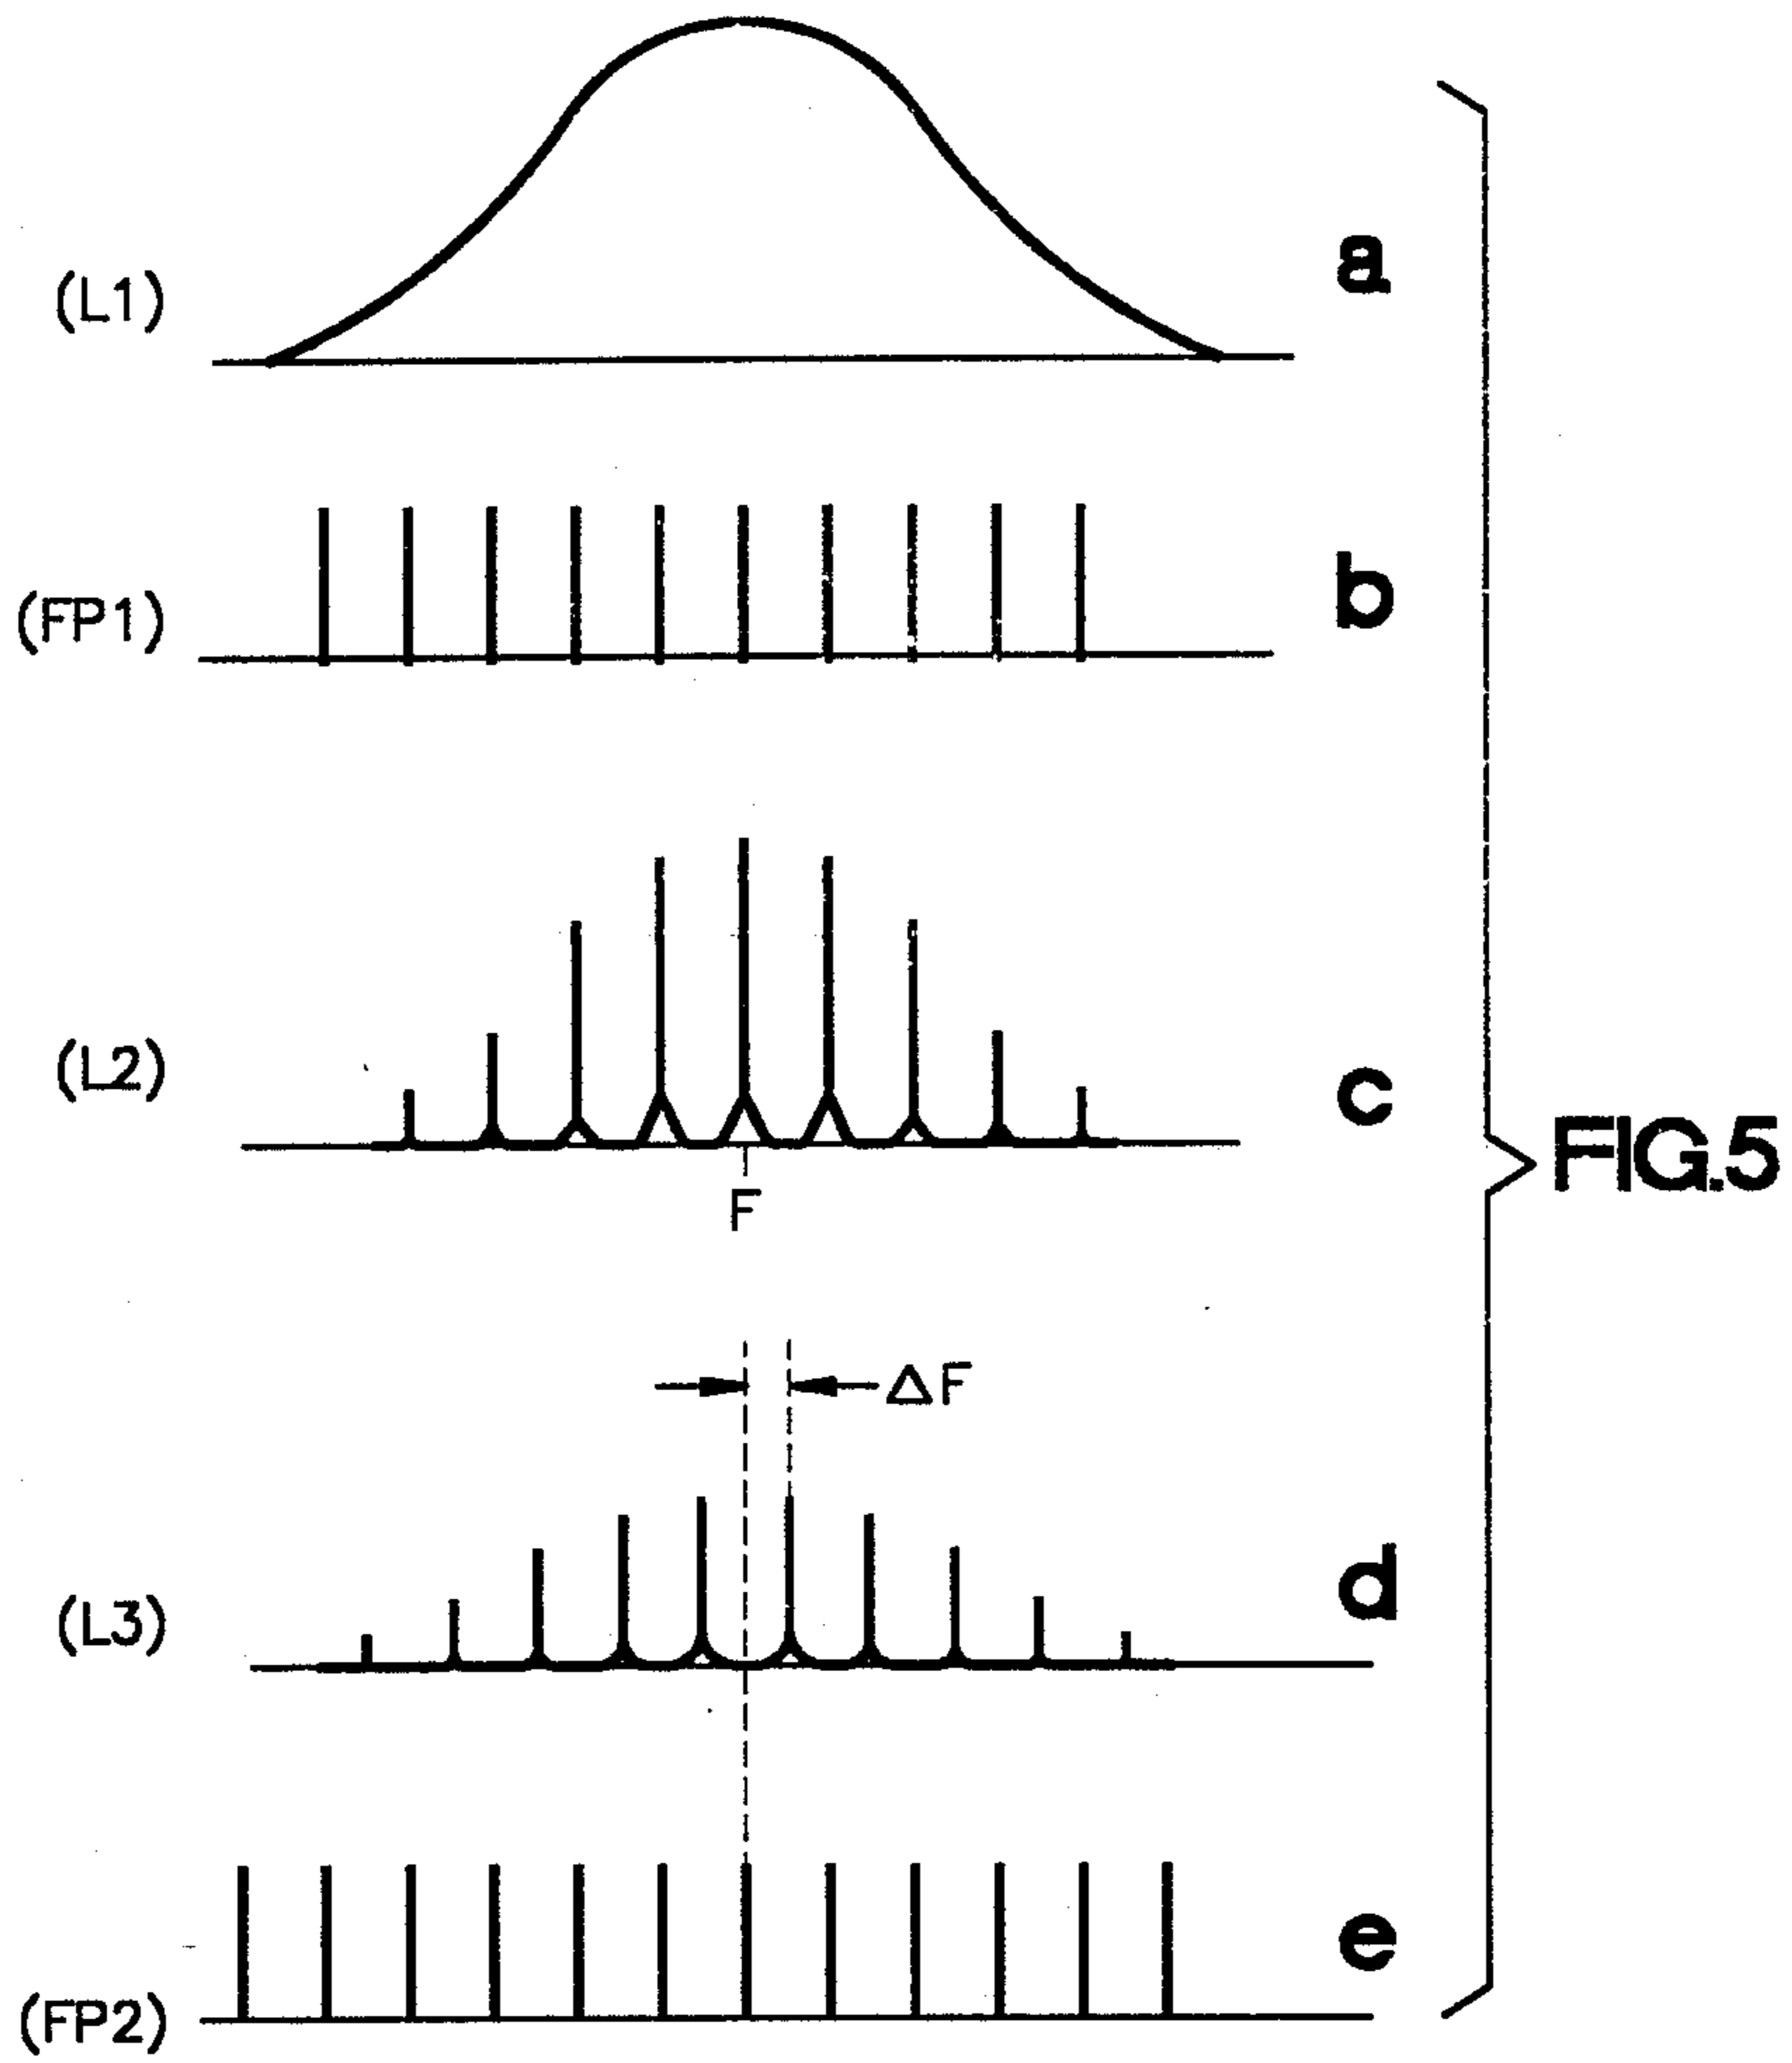 (L1)
a
(FP1)
b
(L2)
c
F
FIG.5
ΔF
(L3)
d
(FP2)
e